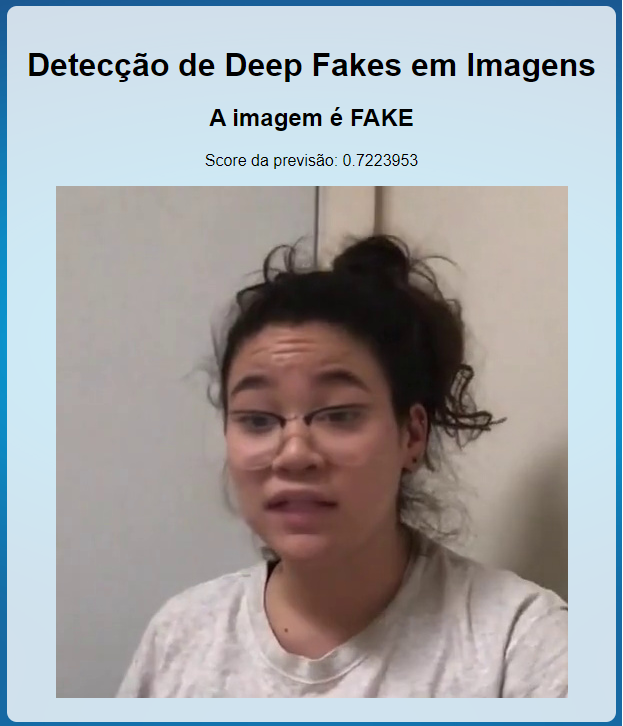 Detecção de Deep Fakes em Imagens
A imagem é FAKE
Score da previsão: 0.7223953